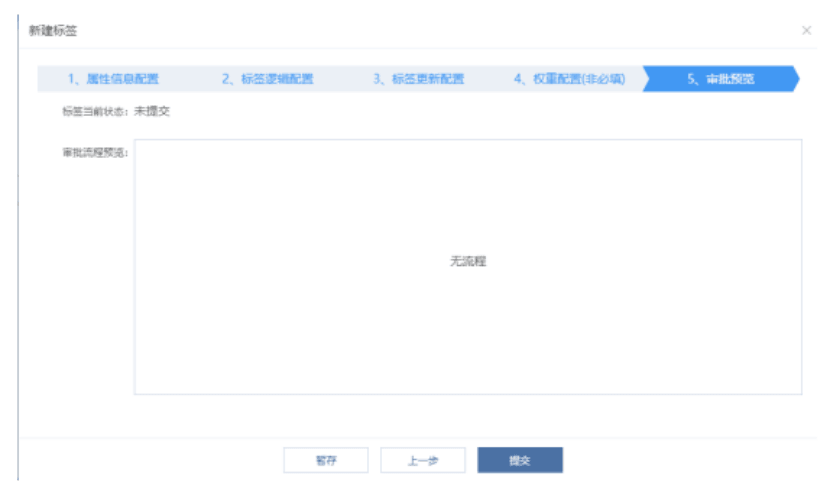 新建标签
1、属性信息配置 2、标签逻辑配置 3、标签更新配置 4、权重配置(非必填) 5、审批预览
标签当前状态：未提交
审批流程预览：
无流程
暂存 上一步 提交